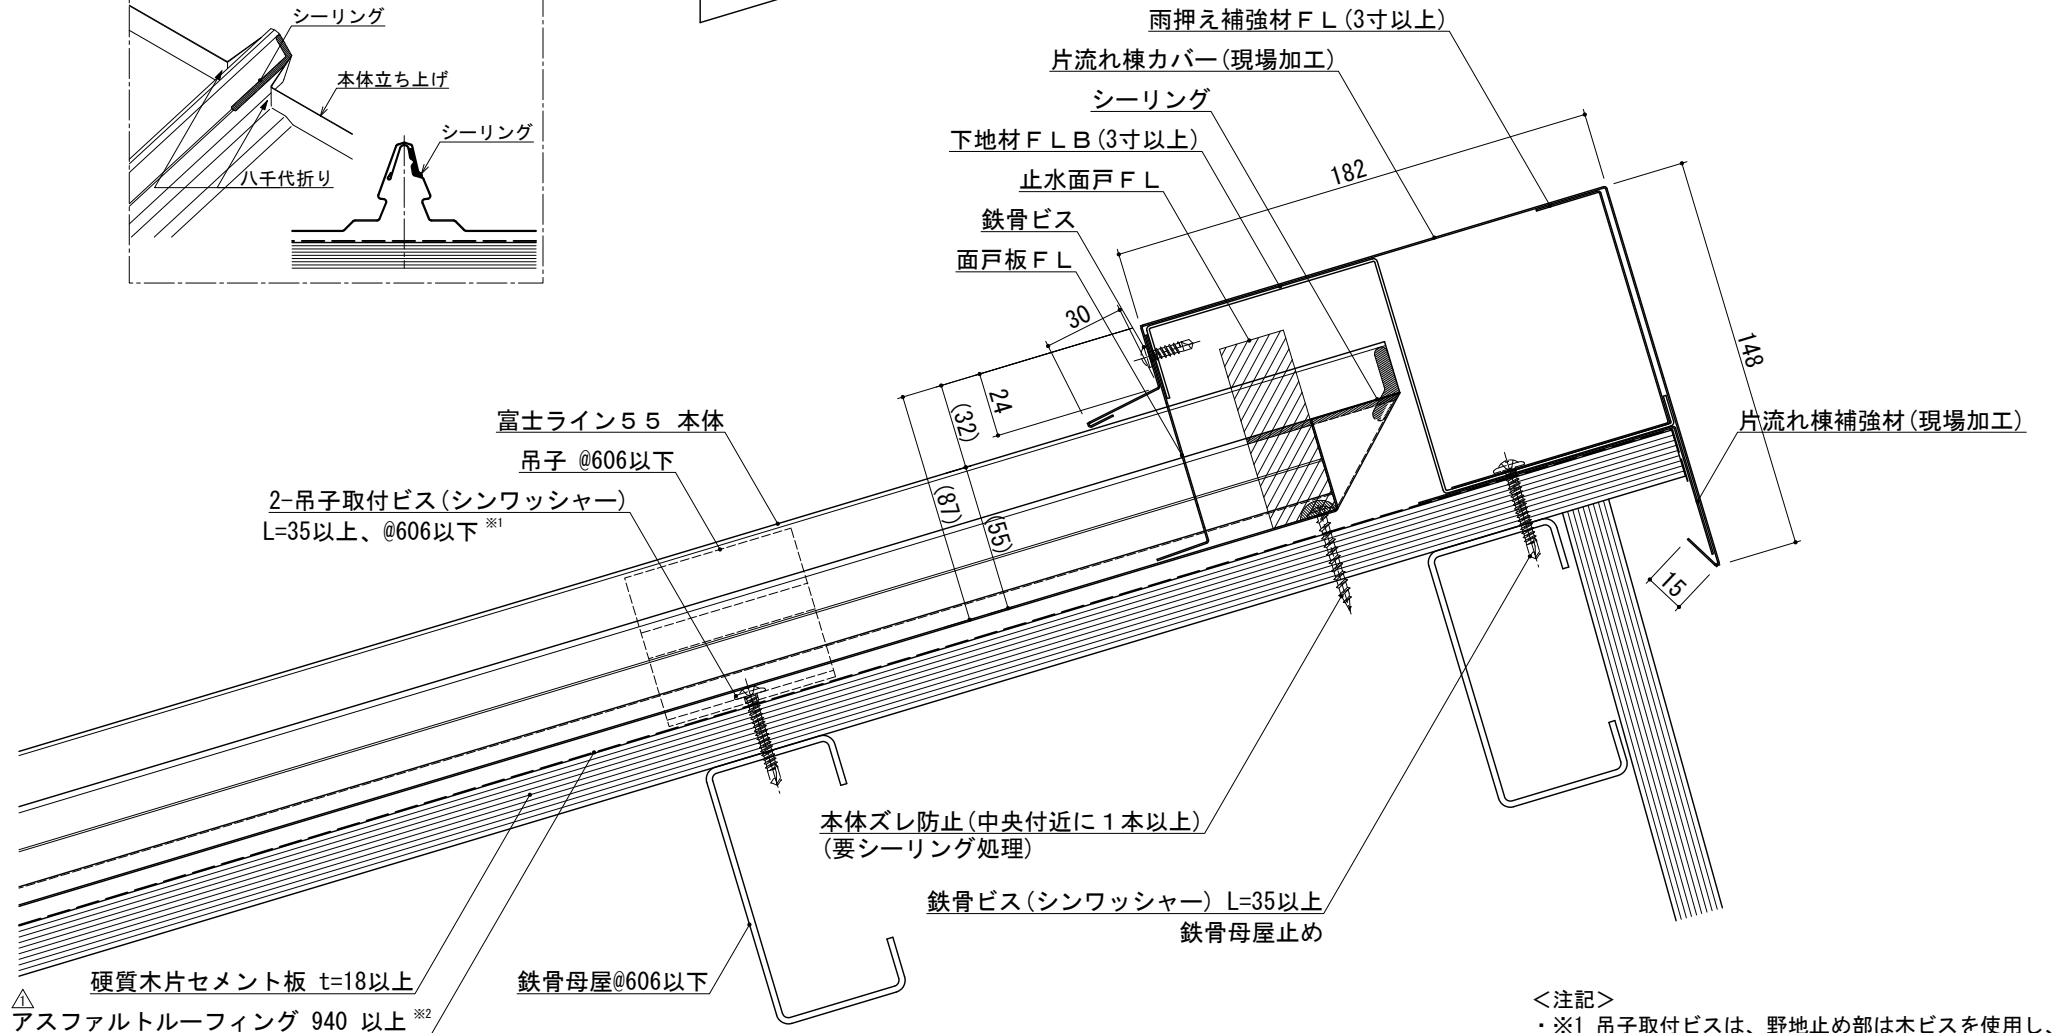 シーリング
本体立ち上げ
シーリング
八千代折り
雨押え補強材FL(3寸以上)
片流れ棟カバー(現場加工)
シーリング
下地材FLB(3寸以上)
止水面戸FL
鉄骨ビス
面戸板FL
182
30
148
24
(32)
(87)
(55)
15
片流れ棟補強材(現場加工)
富士ライン55 本体
吊子 @606以下
2-吊子取付ビス(シンワッシャー)
L=35以上、@606以下 ※1
本体ズレ防止(中央付近に1本以上)
(要シーリング処理)
鉄骨ビス(シンワッシャー) L=35以上
鉄骨母屋止め
硬質木片セメント板 t=18以上
鉄骨母屋@606以下
1
アスファルトルーフィング 940 以上 ※2
<注記>
・※1 吊子取付ビスは、野地止め部は木ビスを使用し、